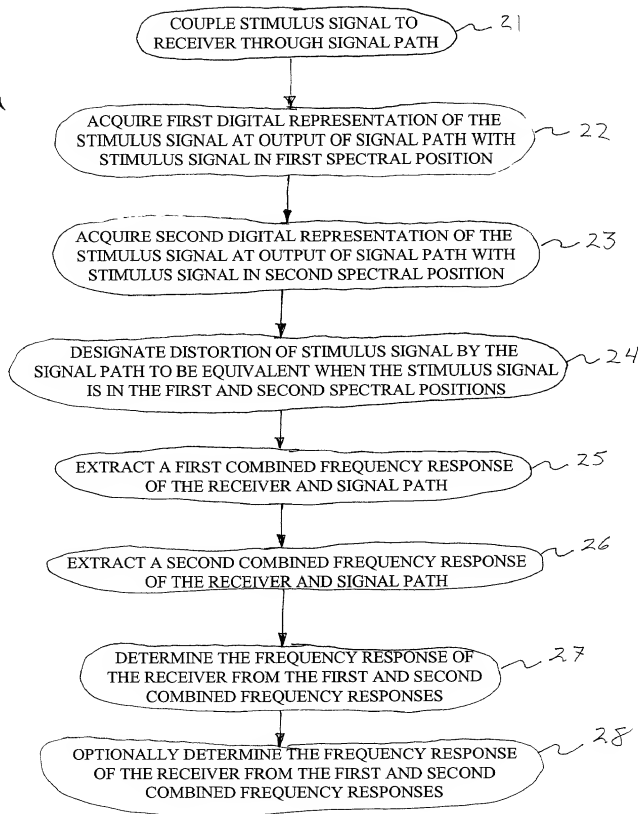 COUPLE STIMULUS SIGNAL TO
RECEIVER THROUGH SIGNAL PATH
21
ACQUIRE FIRST DIGITAL REPRESENTATION OF THE
STIMULUS SIGNAL AT OUTPUT OF SIGNAL PATH WITH
STIMULUS SIGNAL IN FIRST SPECTRAL POSITION
22
ACQUIRE SECOND DIGITAL REPRESENTATION OF THE
STIMULUS SIGNAL AT OUTPUT OF SIGNAL PATH WITH
STIMULUS SIGNAL IN SECOND SPECTRAL POSITION
23
DESIGNATE DISTORTION OF STIMULUS SIGNAL BY THE
SIGNAL PATH TO BE EQUIVALENT WHEN THE STIMULUS SIGNAL
IS IN THE FIRST AND SECOND SPECTRAL POSITIONS
24
EXTRACT A FIRST COMBINED FREQUENCY RESPONSE
OF THE RECEIVER AND SIGNAL PATH
25
EXTRACT A SECOND COMBINED FREQUENCY RESPONSE
OF THE RECEIVER AND SIGNAL PATH
26
DETERMINE THE FREQUENCY RESPONSE OF
THE RECEIVER FROM THE FIRST AND SECOND
COMBINED FREQUENCY RESPONSES
27
OPTIONALLY DETERMINE THE FREQUENCY RESPONSE
OF THE RECEIVER FROM THE FIRST AND SECOND
COMBINED FREQUENCY RESPONSES
28